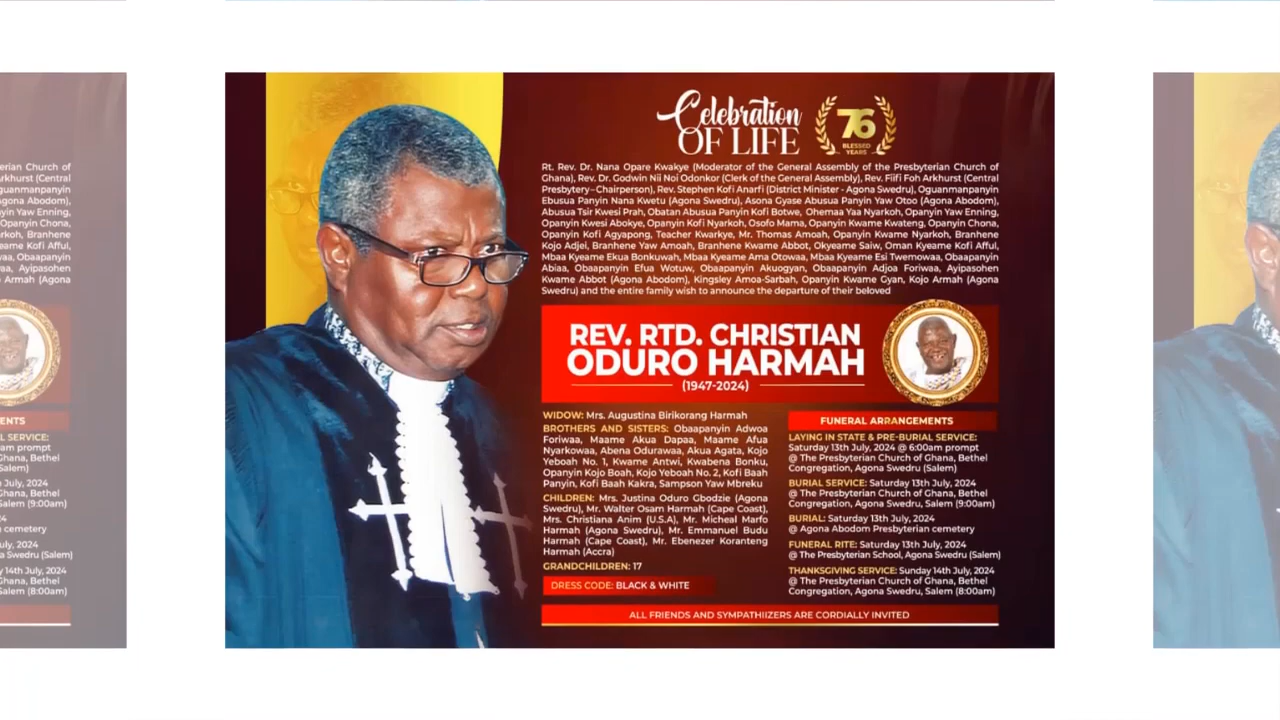 Celebration
OF LIFE
76
BLESSED
YEARS
Rt. Rev. Dr. Nana Opare Kwakye (Moderator of the General Assembly of the Presbyterian Church of
Ghana), Rev. Dr. Godwin Nii Noi Odonkor (Clerk of the General Assembly), Rev. Fiifi Foh Arkhurst (Central
Presbytery–Chairperson), Rev. Stephen Kofi Anarfi (District Minister - Agona Swedru), Oguanmanpanyin
Ebusua Panyin Nana Kwetu (Agona Swedru), Asona Gyase Abusua Panyin Yaw Otoo (Agona Abodom),
Abusua Tsir Kwesi Prah, Obatan Abusua Panyin Kofi Botwe, Ohemaa Yaa Nyarkoh, Opanyin Yaw Enning,
Opanyin Kwesi Abokye, Opanyin Kofi Nyarkoh, Osofo Mama, Opanyin Kwame Kwateng, Opanyin Chona,
Opanyin Kofi Agyapong, Teacher Kwarkye, Mr. Thomas Amoah, Opanyin Kwame Nyarkoh, Branhene
Kojo Adjei, Branhene Yaw Amoah, Branhene Kwame Abbot, Okyeame Saiw, Oman Kyeame Kofi Afful,
Mbaa Kyeame Ekua Bonkuwah, Mbaa Kyeame Ama Otowaa, Mbaa Kyeame Esi Twemowaa, Obaapanyin
Abiaa, Obaapanyin Efua Wotuw, Obaapanyin Akuogyan, Obaapanyin Adjoa Foriwaa, Ayipasohen
Kwame Abbot (Agona Abodom), Kingsley Amoa-Sarbah, Opanyin Kwame Gyan, Kojo Armah (Agona
Swedru) and the entire family wish to announce the departure of their beloved
REV. RTD. CHRISTIAN
ODURO HARMAH
(1947-2024)
WIDOW: Mrs. Augustina Birikorang Harmah
BROTHERS AND SISTERS: Obaapanyin Adwoa
Foriwaa, Maame Akua Dapaa, Maame Afua
Nyarkowaa, Abena Odurawaa, Akua Agata, Kojo
Yeboah No. 1, Kwame Antwi, Kwabena Bonku,
Opanyin Kojo Boah, Kojo Yeboah No. 2, Kofi Baah
Panyin, Kofi Baah Kakra, Sampson Yaw Mbreku
CHILDREN: Mrs. Justina Oduro Gbodzie (Agona
Swedru), Mr. Walter Osam Harmah (Cape Coast),
Mrs. Christiana Anim (U.S.A), Mr. Micheal Marfo
Harmah (Agona Swedru), Mr. Emmanuel Budu
Harmah (Cape Coast), Mr. Ebenezer Koranteng
Harmah (Accra)
GRANDCHILDREN: 17
DRESS CODE: BLACK & WHITE
FUNERAL ARRANGEMENTS
LAYING IN STATE & PRE-BURIAL SERVICE:
Saturday 13th July, 2024 @ 6:00am prompt
@ The Presbyterian Church of Ghana, Bethel
Congregation, Agona Swedru (Salem)
BURIAL SERVICE: Saturday 13th July, 2024
@ The Presbyterian Church of Ghana, Bethel
Congregation, Agona Swedru, Salem (9:00am)
BURIAL: Saturday 13th July, 2024
@ Agona Abodom Presbyterian cemetery
FUNERAL RITE: Saturday 13th July, 2024
@ The Presbyterian School, Agona Swedru (Salem)
THANKSGIVING SERVICE: Sunday 14th July, 2024
@ The Presbyterian Church of Ghana, Bethel
Congregation, Agona Swedru, Salem (8:00am)
ALL FRIENDS AND SYMPATHIIZERS ARE CORDIALLY INVITED